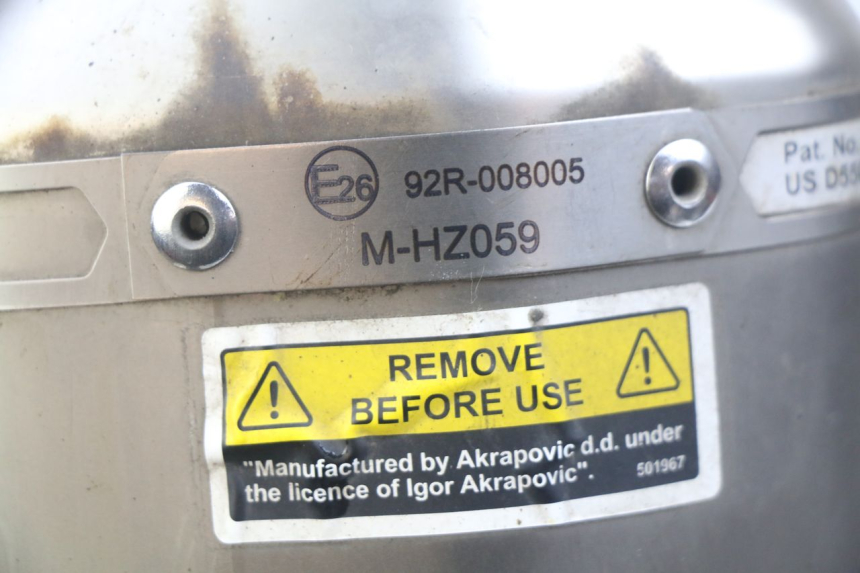 E26 92R-008005
M-HZ059
Pat. No.
US
REMOVE
BEFORE USE
"Manufactured by Akrapovic d.d. under
the licence of Igor Akrapovic".
501967